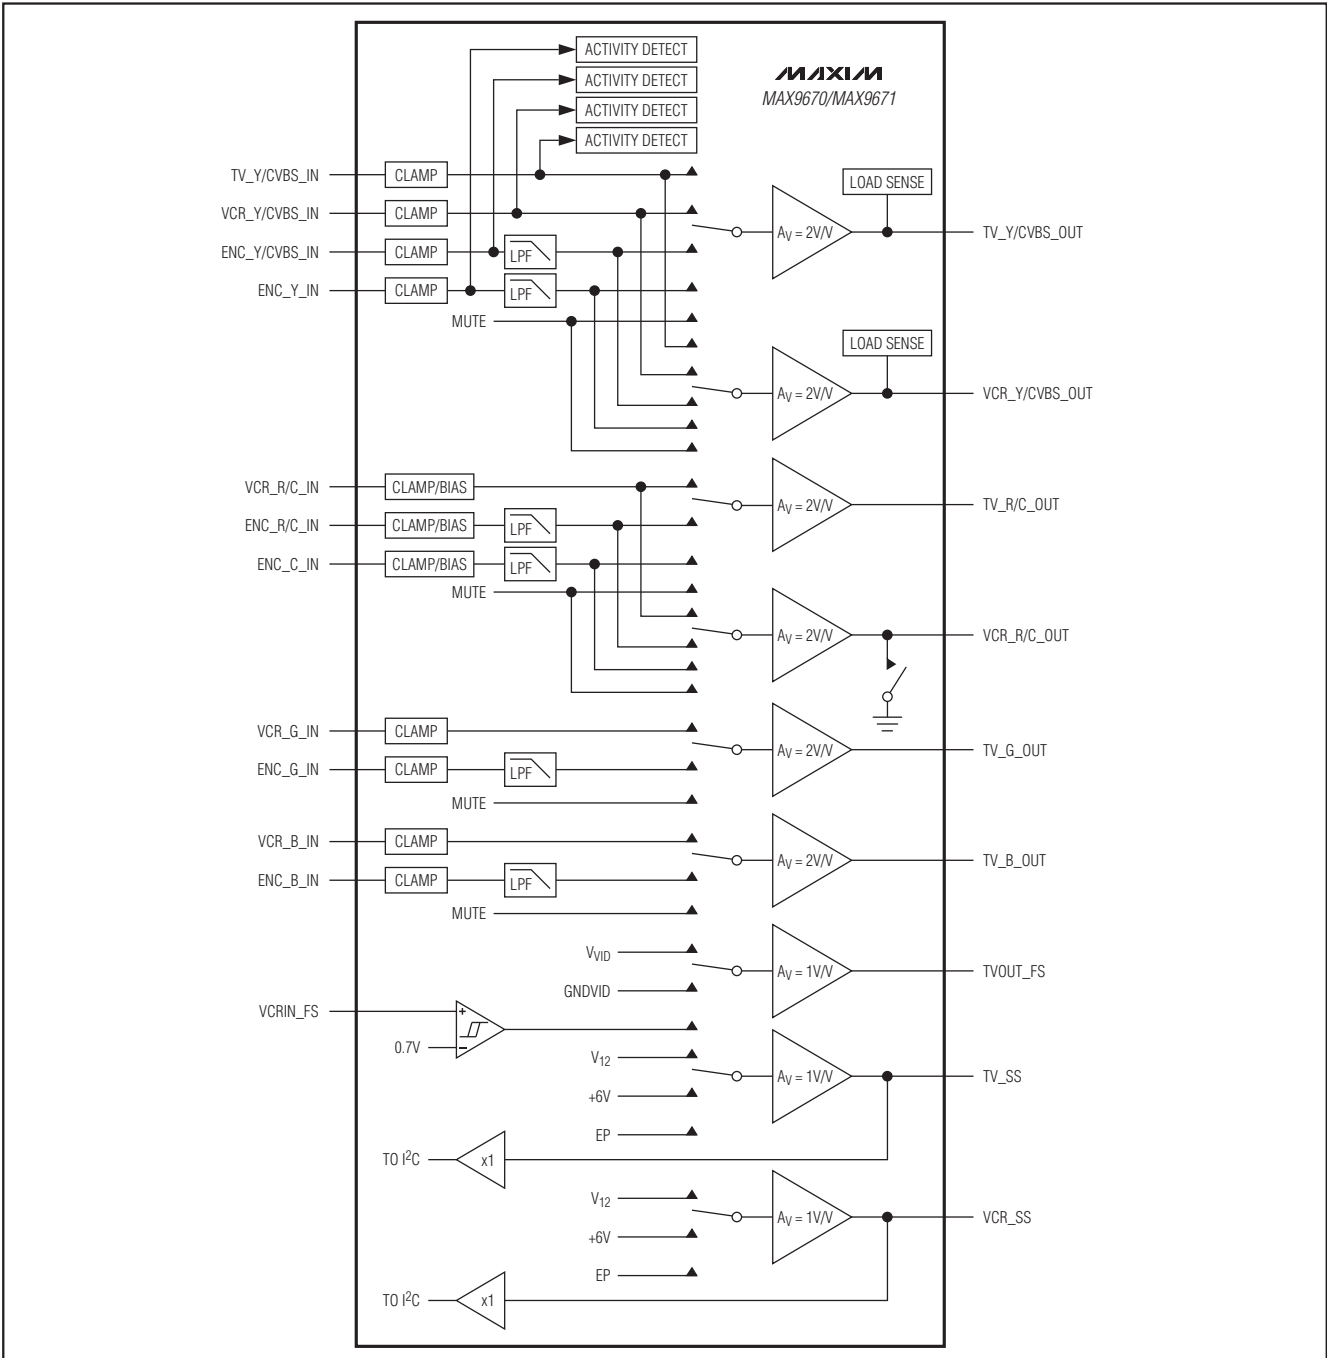 ACTIVITY DETECT
ACTIVITY DETECT
ACTIVITY DETECT
ACTIVITY DETECT
MAXIM
MAX9670/MAX9671
TV_Y/CVBS_IN CLAMP
LOAD SENSE
VCR_Y/CVBS_IN CLAMP
AV = 2V/V TV_Y/CVBS_OUT
ENC_Y/CVBS_IN CLAMP LPF
ENC_Y_IN CLAMP LPF
MUTE
LOAD SENSE
AV = 2V/V VCR_Y/CVBS_OUT
VCR_R/C_IN CLAMP/BIAS
AV = 2V/V TV_R/C_OUT
ENC_R/C_IN CLAMP/BIAS LPF
ENC_C_IN CLAMP/BIAS LPF
MUTE
AV = 2V/V VCR_R/C_OUT
VCR_G_IN CLAMP
AV = 2V/V TV_G_OUT
ENC_G_IN CLAMP LPF
MUTE
VCR_B_IN CLAMP
AV = 2V/V TV_B_OUT
ENC_B_IN CLAMP LPF
MUTE
VVID
AV = 1V/V TVOUT_FS
GNDVID
VCRIN_FS +
0.7V −
V12
AV = 1V/V TV_SS
+6V
EP
TO I²C x1
V12
AV = 1V/V VCR_SS
+6V
EP
TO I²C x1